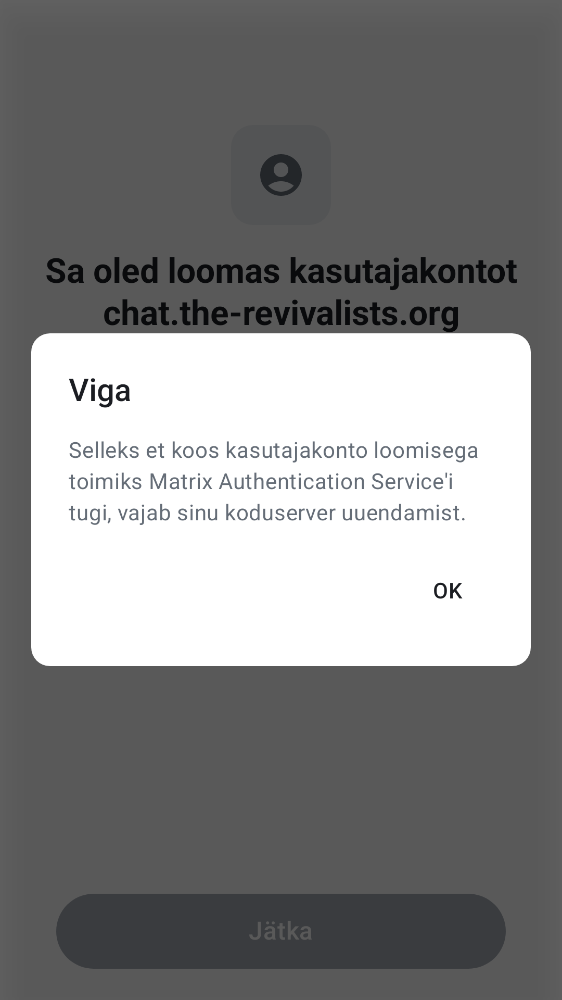 Sa oled loomas kasutajakontot
chat.the-revivalists.org
Viga
Selleks et koos kasutajakonto loomisega
toimiks Matrix Authentication Service'i
tugi, vajab sinu koduserver uuendamist.
OK
Jätka